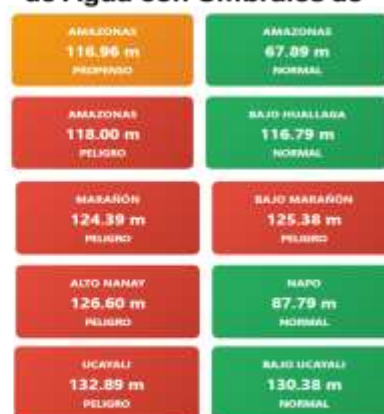 de Agua con Umbrales de
AMAZONAS
116.96 m
PROPENSO
AMAZONAS
67.89 m
NORMAL
AMAZONAS
118.00 m
PELIGRO
BAJO HUALLAGA
116.79 m
NORMAL
MARAÑÓN
124.39 m
PELIGRO
BAJO MARAÑÓN
125.38 m
PELIGRO
ALTO NANAY
126.60 m
PELIGRO
NAPO
87.79 m
NORMAL
UCAYALI
132.89 m
PELIGRO
BAJO UCAYALI
130.38 m
NORMAL